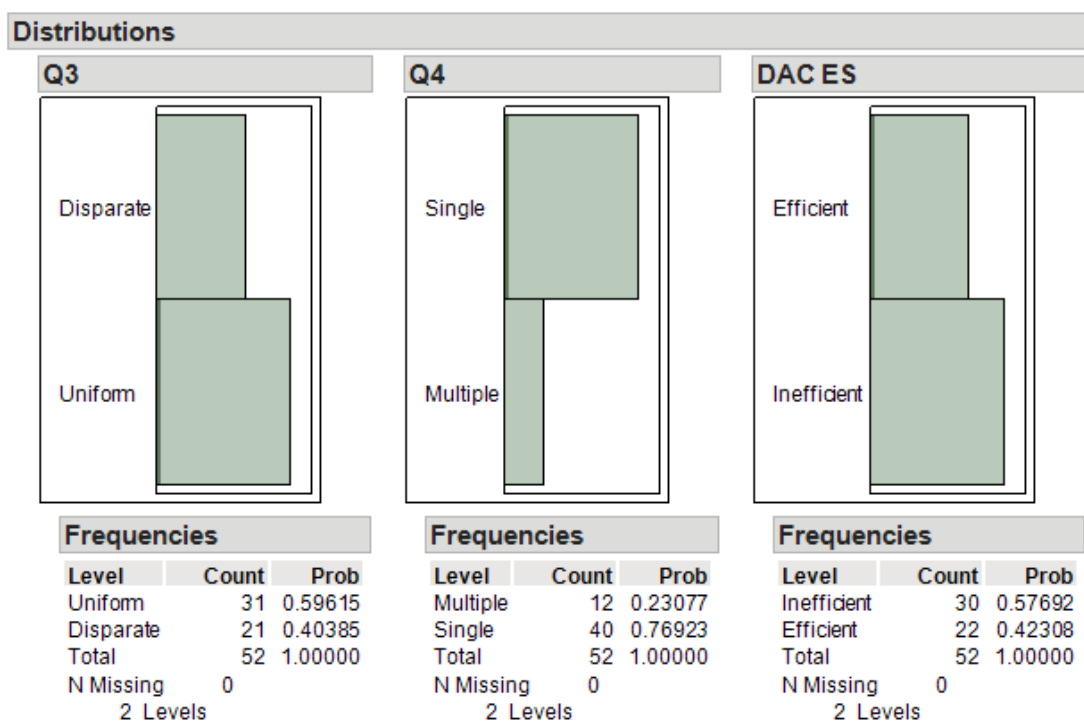 Distributions
Q3
Disparate
Uniform
Frequencies
Level Count Prob
Uniform 31 0.59615
Disparate 21 0.40385
Total 52 1.00000
N Missing 0
2 Levels
Q4
Single
Multiple
Frequencies
Level Count Prob
Multiple 12 0.23077
Single 40 0.76923
Total 52 1.00000
N Missing 0
2 Levels
DAC ES
Efficient
Inefficient
Frequencies
Level Count Prob
Inefficient 30 0.57692
Efficient 22 0.42308
Total 52 1.00000
N Missing 0
2 Levels